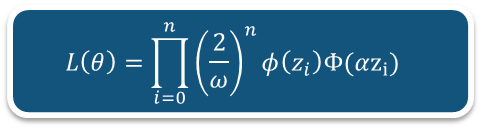 L(θ) = ∏_{i=0}^{n} (2/ω)^n ϕ(z_i)Φ(αz_i)